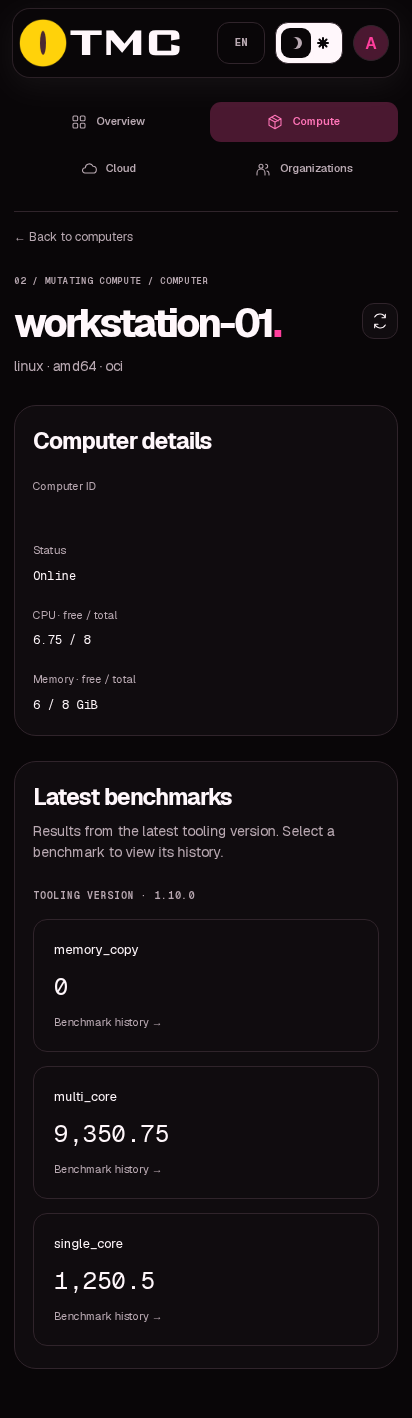 TMC
EN
A
Overview
Compute
Cloud
Organizations
← Back to computers
02 / MUTATING COMPUTE / COMPUTER
workstation-01.
linux · amd64 · oci
Computer details
Computer ID
Status
Online
CPU · free / total
6.75 / 8
Memory · free / total
6 / 8 GiB
Latest benchmarks
Results from the latest tooling version. Select a
benchmark to view its history.
TOOLING VERSION · 1.10.0
memory_copy
0
Benchmark history →
multi_core
9,350.75
Benchmark history →
single_core
1,250.5
Benchmark history →